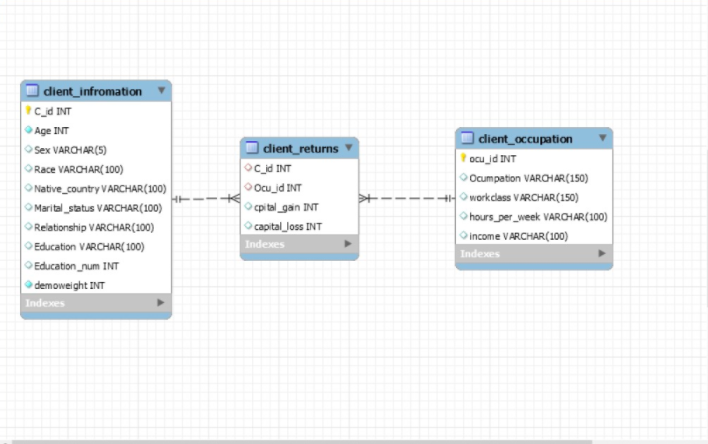 client_infromation
C_id INT
Age INT
Sex VARCHAR(5)
Race VARCHAR(100)
Native_country VARCHAR(100)
Marital_status VARCHAR(100)
Relationship VARCHAR(100)
Education VARCHAR(100)
Education_num INT
demoweight INT
Indexes
client_returns
C_id INT
Ocu_id INT
cpital_gain INT
capital_loss INT
Indexes
client_occupation
ocu_id INT
Ocumpation VARCHAR(150)
workclass VARCHAR(150)
hours_per_week VARCHAR(100)
income VARCHAR(100)
Indexes